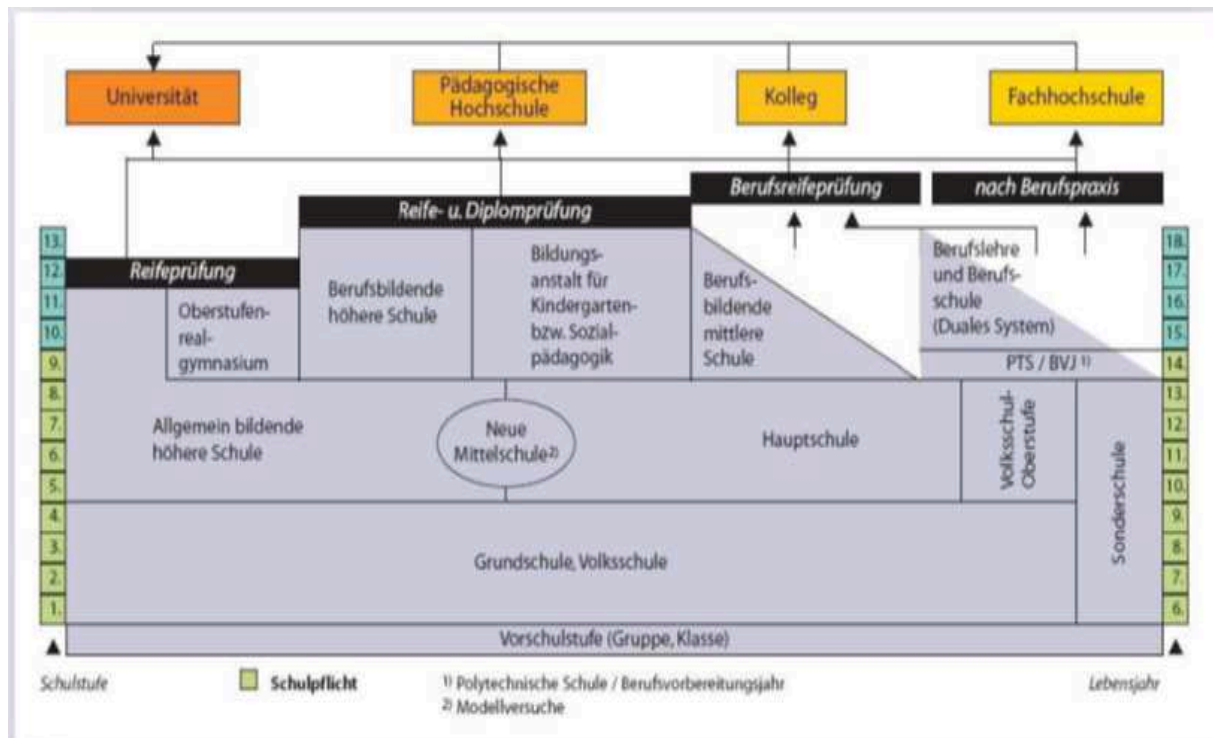 Universität
Pädagogische
Hochschule
Kolleg
Fachhochschule
Berufsreifeprüfung
nach Berufspraxis
Reife- u. Diplomprüfung
Reifeprüfung
13.
12.
11.
10.
9.
8.
7.
6.
5.
4.
3.
2.
1.
Oberstufen-
real-
gymnasium
Berufsbildende
höhere Schule
Bildungs-
anstalt für
Kindergarten-
bzw. Sozial-
pädagogik
Berufs-
bildende
mittlere
Schule
Berufslehre
und Berufs-
schule
(Duales System)
PTS / BVJ 1)
18.
17.
16.
15.
14.
13.
12.
11.
10.
9.
8.
7.
6.
Allgemein bildende
höhere Schule
Neue
Mittelschule2)
Hauptschule
Volksschul-
Oberstufe
Sonderschule
Grundschule, Volksschule
Vorschulstufe (Gruppe, Klasse)
Schulstufe
Schulpflicht
1) Polytechnische Schule / Berufsvorbereitungsjahr
2) Modellversuche
Lebensjahr